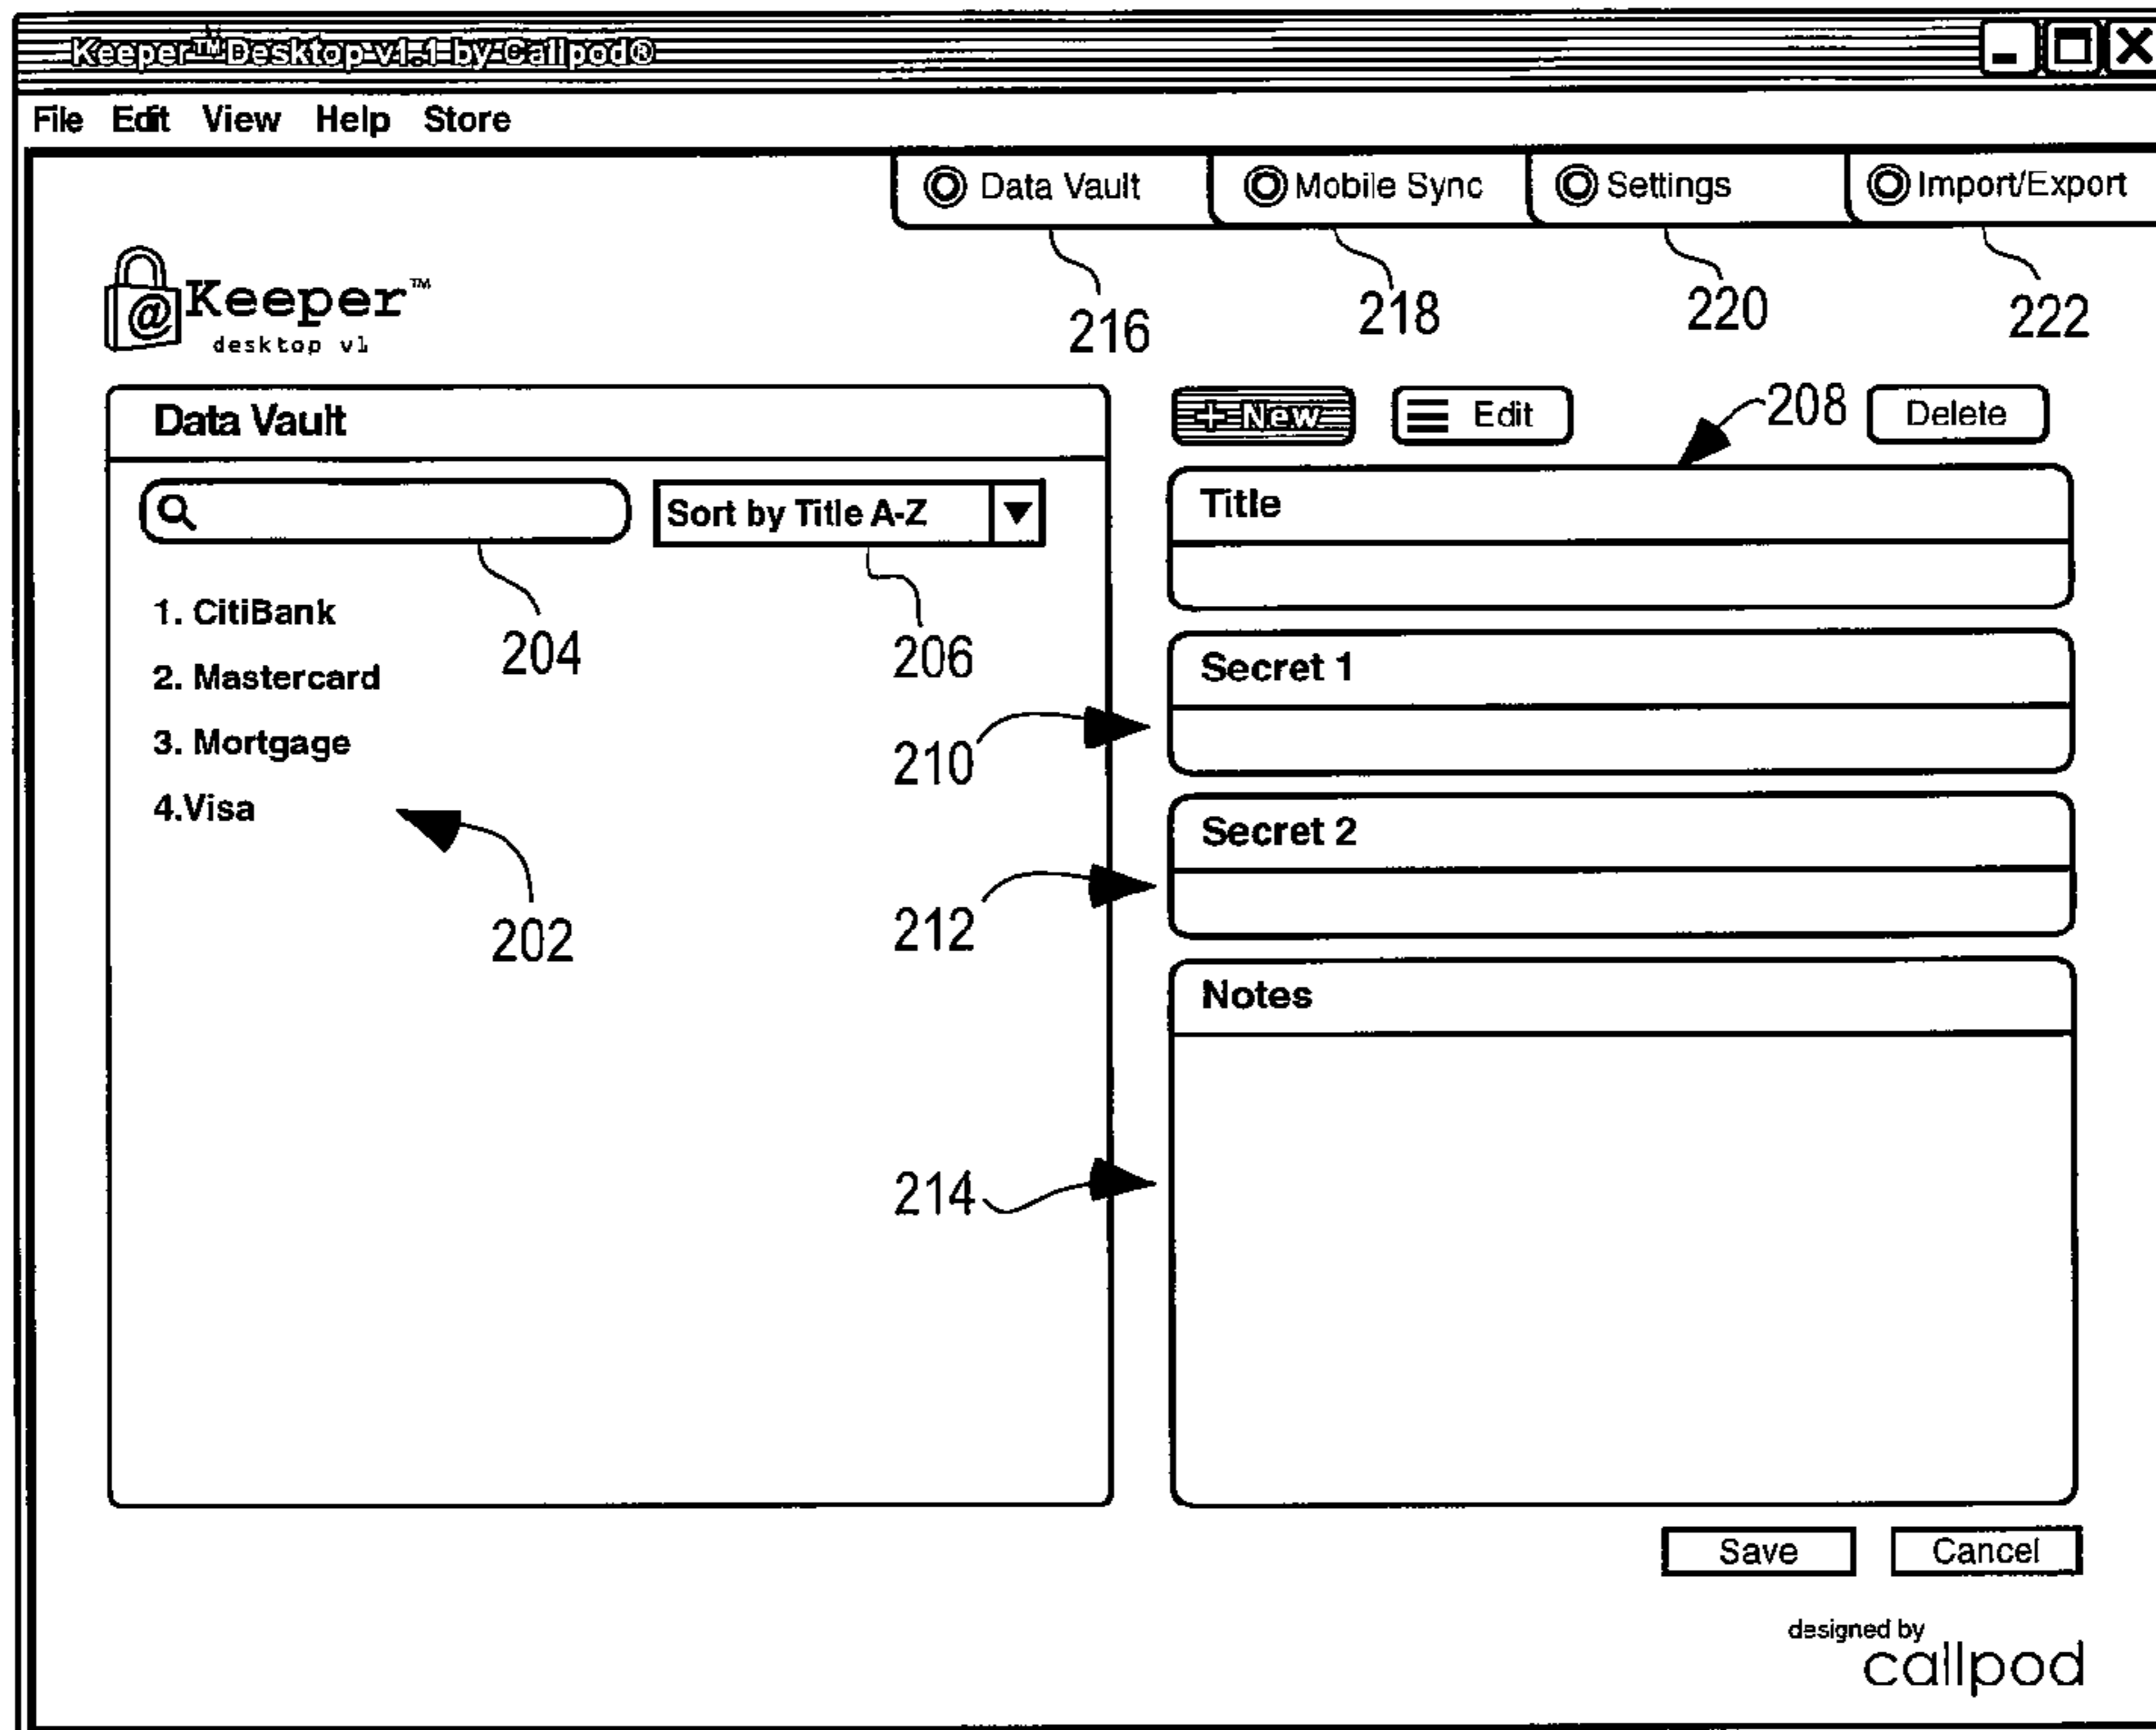 Keeper™ Desktop v1.1 by Callpod®
File Edit View Help Store
Data Vault Mobile Sync Settings Import/Export
216 218 220 222
@ Keeper™
desktop v1
Data Vault
Sort by Title A-Z
204 206
1. CitiBank
2. Mastercard
3. Mortgage
4.Visa
202
+ New Edit 208 Delete
Title
Secret 1
210
Secret 2
212
Notes
214
Save Cancel
designed by
callpod